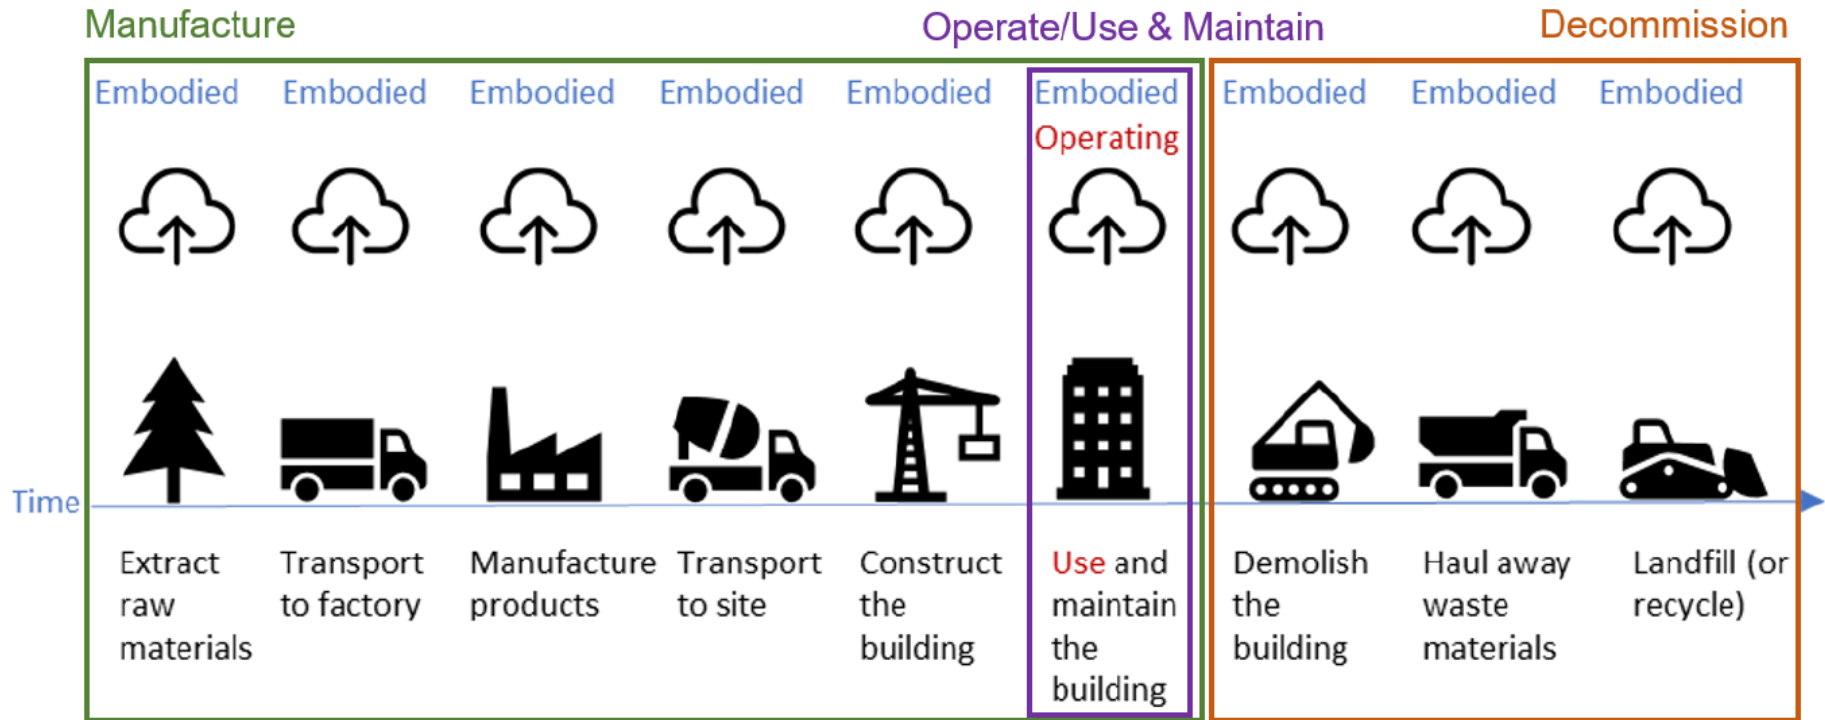 Manufacture
Operate/Use & Maintain
Decommission
Embodied
Embodied
Embodied
Embodied
Embodied
Embodied
Operating
Embodied
Embodied
Embodied
Time
Extract
raw
materials
Transport
to factory
Manufacture
products
Transport
to site
Construct
the
building
Use and
maintain
the
building
Demolish
the
building
Haul away
waste
materials
Landfill (or
recycle)